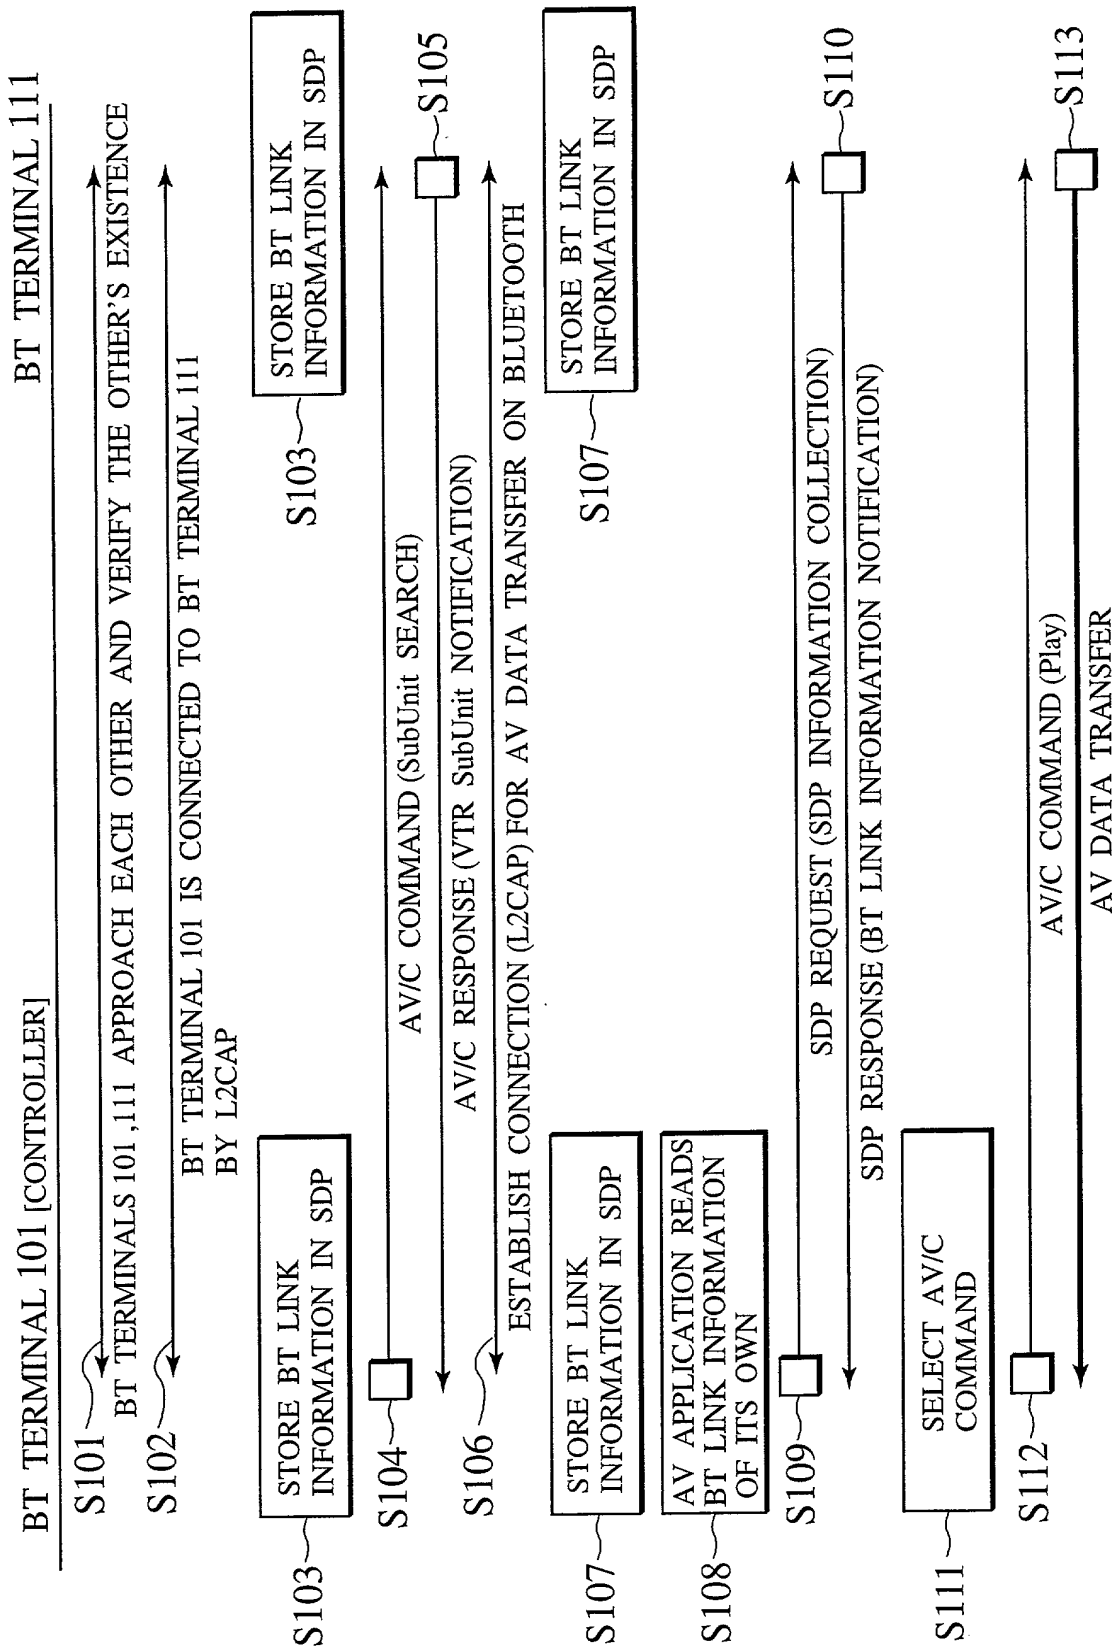 BT TERMINAL 101 [CONTROLLER]
BT TERMINAL 111
S101
BT TERMINALS 101,111 APPROACH EACH OTHER AND VERIFY THE OTHER'S EXISTENCE
S102
BT TERMINAL 101 IS CONNECTED TO BT TERMINAL 111
BY L2CAP
S103
STORE BT LINK
INFORMATION IN SDP
S103
STORE BT LINK
INFORMATION IN SDP
S104
AV/C COMMAND (SubUnit SEARCH)
S105
AV/C RESPONSE (VTR SubUnit NOTIFICATION)
S106
ESTABLISH CONNECTION (L2CAP) FOR AV DATA TRANSFER ON BLUETOOTH
S107
STORE BT LINK
INFORMATION IN SDP
S107
STORE BT LINK
INFORMATION IN SDP
S108
AV APPLICATION READS
BT LINK INFORMATION
OF ITS OWN
S109
SDP REQUEST (SDP INFORMATION COLLECTION)
S110
SDP RESPONSE (BT LINK INFORMATION NOTIFICATION)
S111
SELECT AV/C
COMMAND
S112
AV/C COMMAND (Play)
S113
AV DATA TRANSFER